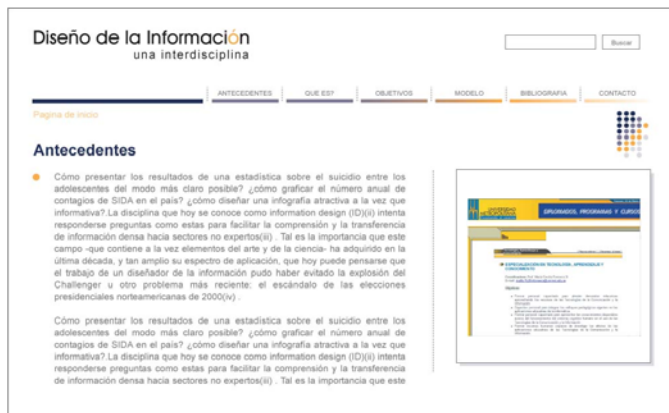 Diseño de la Información
una interdisciplina
Buscar
ANTECEDENTES QUE ES? OBJETIVOS MODELO BIBLIOGRAFIA CONTACTO
Pagina de inicio
Antecedentes
Cómo presentar los resultados de una estadística sobre el suicidio entre los
adolescentes del modo más claro posible? ¿cómo graficar el número anual de
contagios de SIDA en el país? ¿cómo diseñar una infografía atractiva a la vez que
informativa?.La disciplina que hoy se conoce como information design (ID)(ii) intenta
responderse preguntas como estas para facilitar la comprensión y la transferencia
de información densa hacia sectores no expertos(iii) . Tal es la importancia que este
campo -que contiene a la vez elementos del arte y de la ciencia- ha adquirido en la
última década, y tan amplio su espectro de aplicación, que hoy puede pensarse que
el trabajo de un diseñador de la información pudo haber evitado la explosión del
Challenger u otro problema más reciente: el escándalo de las elecciones
presidenciales norteamericanas de 2000(iv) .
Cómo presentar los resultados de una estadística sobre el suicidio entre los
adolescentes del modo más claro posible? ¿cómo graficar el número anual de
contagios de SIDA en el país? ¿cómo diseñar una infografía atractiva a la vez que
informativa?.La disciplina que hoy se conoce como information design (ID)(ii) intenta
responderse preguntas como estas para facilitar la comprensión y la transferencia
de información densa hacia sectores no expertos(iii) . Tal es la importancia que este
UNIVERSIDAD
METROPOLITANA
DIPLOMADOS, PROGRAMAS Y CURSOS
ESPECIALIZACIÓN EN TECNOLOGÍA, APRENDIZAJE Y
CONOCIMIENTO